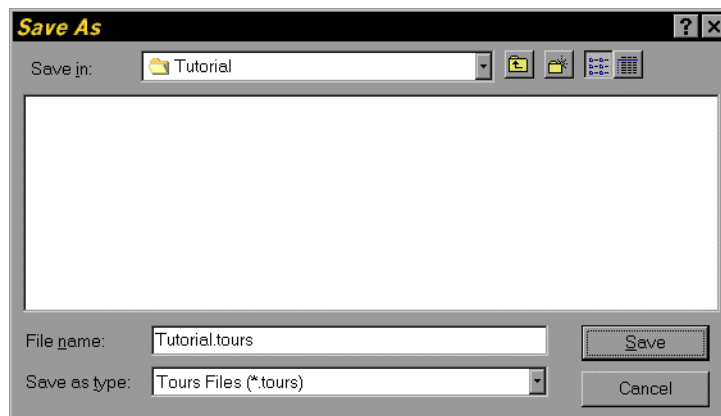 Save As
Save in: Tutorial
File name: Tutorial.tours Save
Save as type: Tours Files (*.tours) Cancel